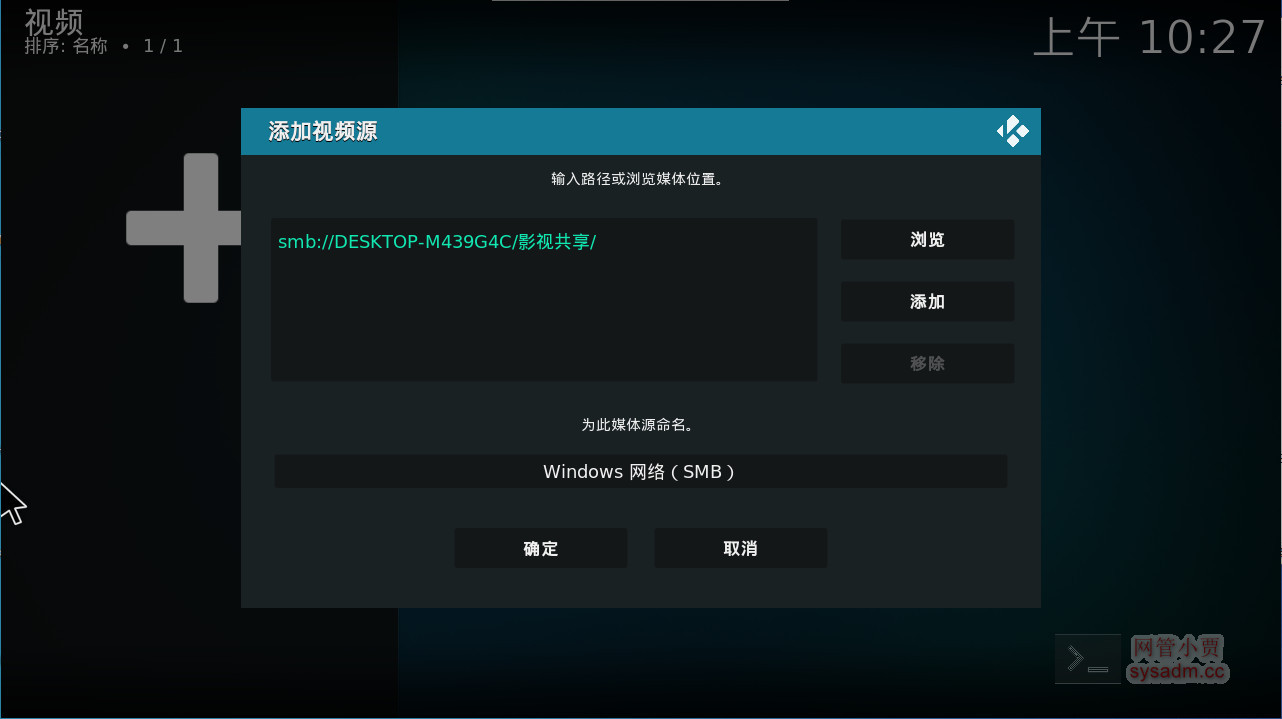 视频
排序: 名称 • 1 / 1
上午 10:27
添加视频源
输入路径或浏览媒体位置。
smb://DESKTOP-M439G4C/影视共享/
浏览
添加
移除
为此媒体源命名。
Windows 网络（SMB）
确定
取消
网管小贾
sysadm.cc